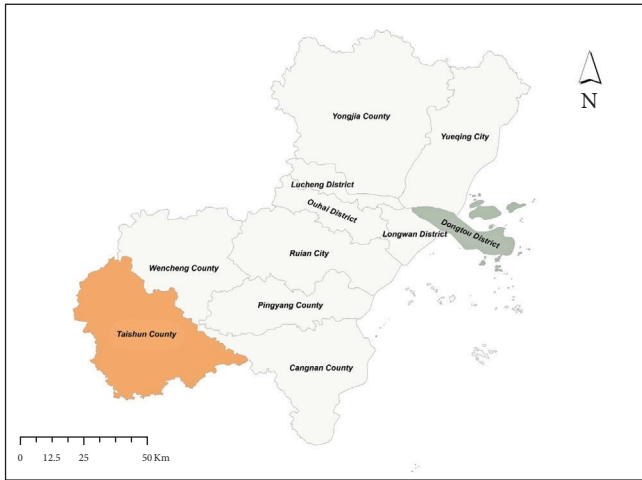 N
Yongjia County
Yueqing City
Lucheng District
Ouhai District
Dongtou District
Longwan District
Ruian City
Wencheng County
Pingyang County
Taishun County
Cangnan County
0 12.5 25 50 Km